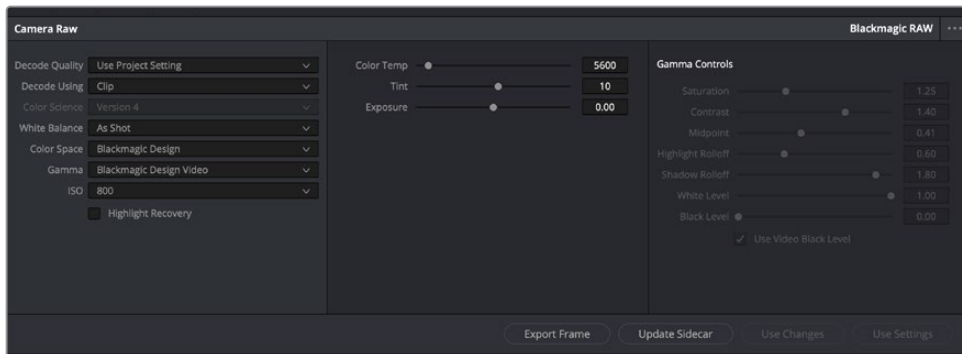 Camera Raw
Blackmagic RAW
Decode Quality Use Project Setting
Decode Using Clip
Color Science Version 4
White Balance As Shot
Color Space Blackmagic Design
Gamma Blackmagic Design Video
ISO 800
Highlight Recovery
Color Temp 5600
Tint 10
Exposure 0.00
Gamma Controls
Saturation 1.25
Contrast 1.40
Midpoint 0.41
Highlight Rolloff 0.60
Shadow Rolloff 1.80
White Level 1.00
Black Level 0.00
Use Video Black Level
Export Frame Update Sidecar Use Changes Use Settings